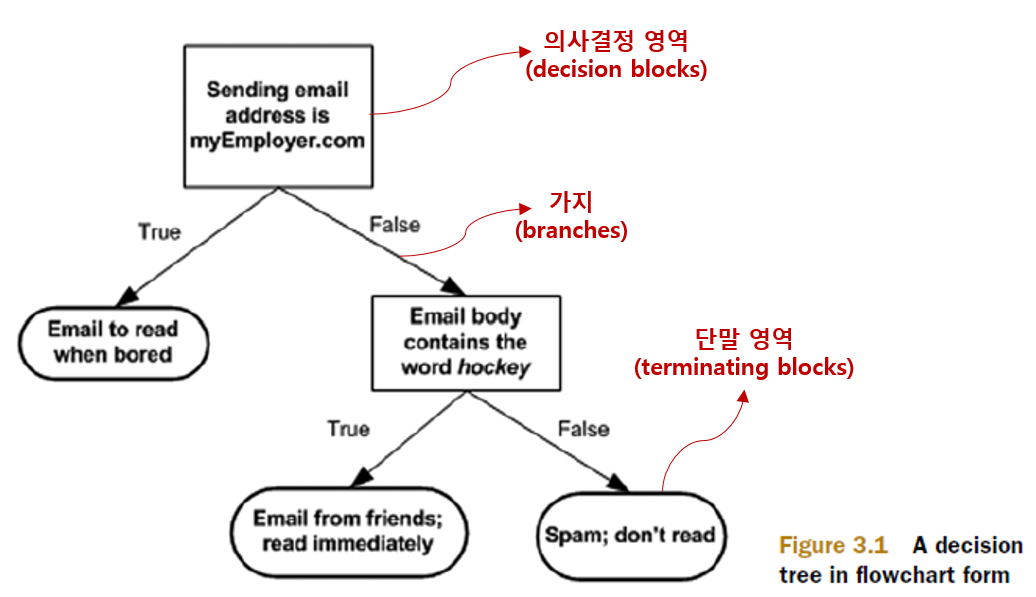 의사결정 영역
(decision blocks)
Sending email
address is
myEmployer.com
가지
(branches)
True
False
Email to read
when bored
Email body
contains the
word hockey
단말 영역
(terminating blocks)
True
False
Email from friends;
read immediately
Spam; don't read
Figure 3.1 A decision
tree in flowchart form